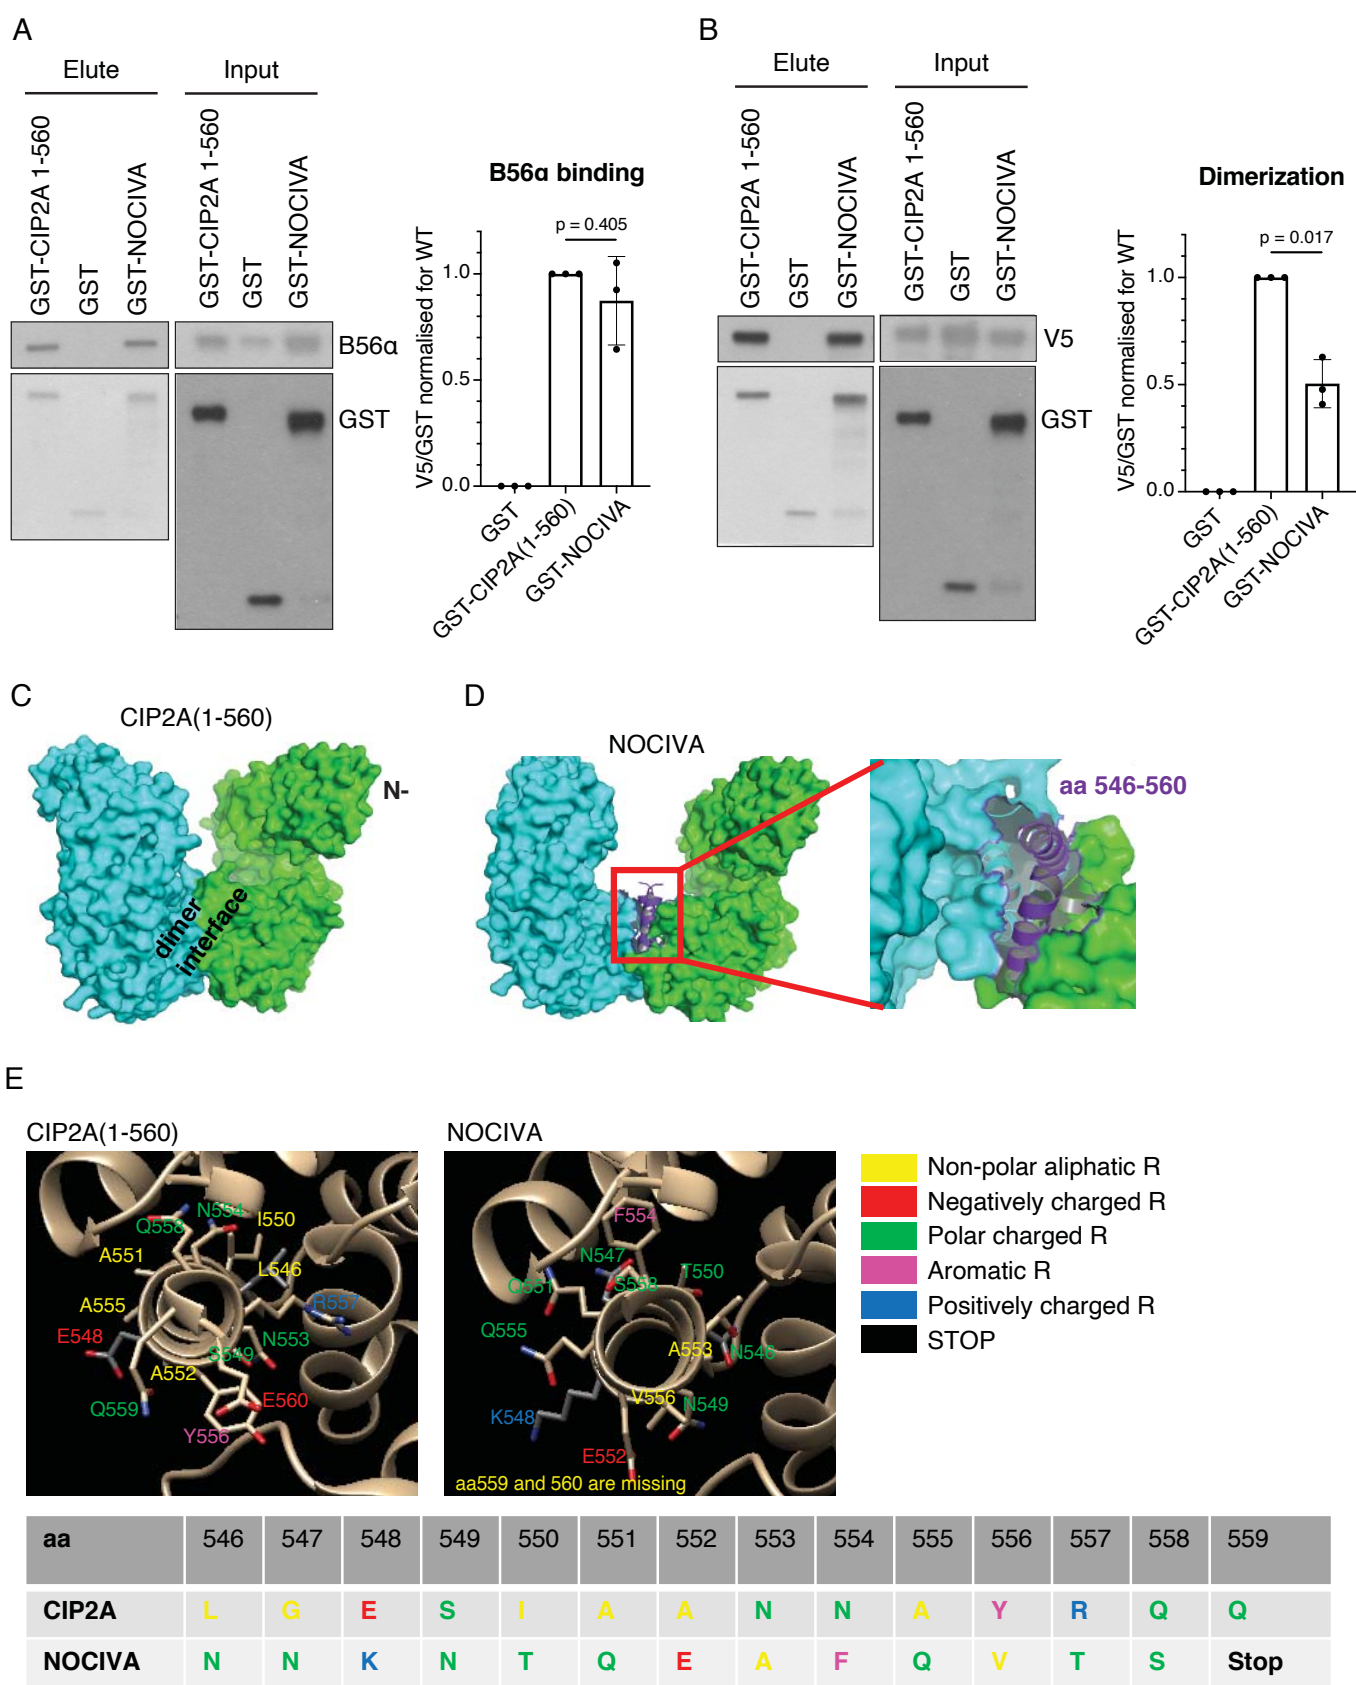 A
Elute
Input
GST-CIP2A 1-560
GST
GST-NOCIVA
GST-CIP2A 1-560
GST
GST-NOCIVA
B56α
GST
B56α binding
p = 0.405
V5/GST normalised for WT
1.0
0.5
0.0
GST
GST-CIP2A(1-560)
GST-NOCIVA
B
Elute
Input
GST-CIP2A 1-560
GST
GST-NOCIVA
GST-CIP2A 1-560
GST
GST-NOCIVA
V5
GST
Dimerization
p = 0.017
V5/GST normalised for WT
1.0
0.5
0.0
GST
GST-CIP2A(1-560)
GST-NOCIVA
C
CIP2A(1-560)
N-
dimer
interface
D
NOCIVA
aa 546-560
E
CIP2A(1-560)
N554
Q558
I550
A551
L546
A555
R557
E548
N553
S549
A552
Q559
E560
Y556
NOCIVA
F554
N547
Q551
S558
T550
Q555
A553
N546
V556
N549
K548
E552
aa559 and 560 are missing
Non-polar aliphatic R
Negatively charged R
Polar charged R
Aromatic R
Positively charged R
STOP
aa 546 547 548 549 550 551 552 553 554 555 556 557 558 559
CIP2A L G E S I A A N N A Y R Q Q
NOCIVA N N K N T Q E A F Q V T S Stop